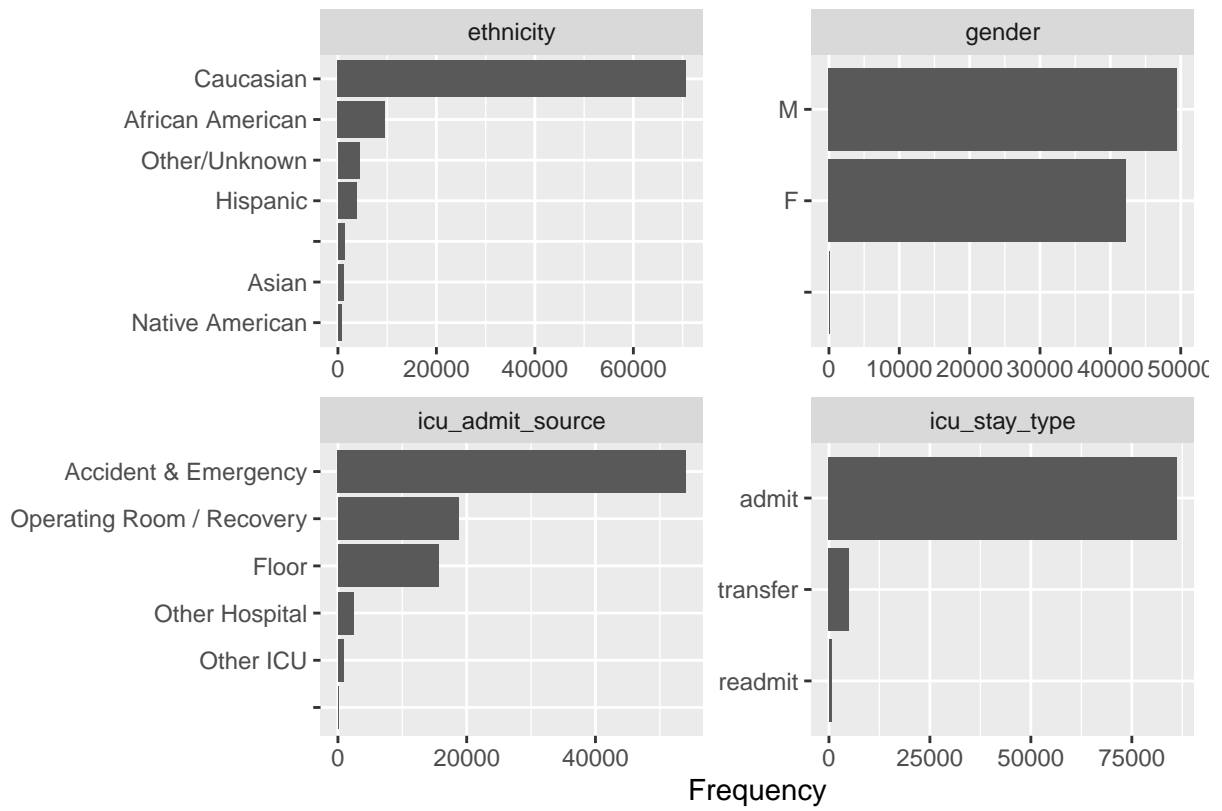 ethnicity
Caucasian
African American
Other/Unknown
Hispanic
Asian
Native American
0 20000 40000 60000
gender
M
F
0 10000 20000 30000 40000 50000
icu_admit_source
Accident & Emergency
Operating Room / Recovery
Floor
Other Hospital
Other ICU
0 20000 40000
icu_stay_type
admit
transfer
readmit
0 25000 50000 75000
Frequency